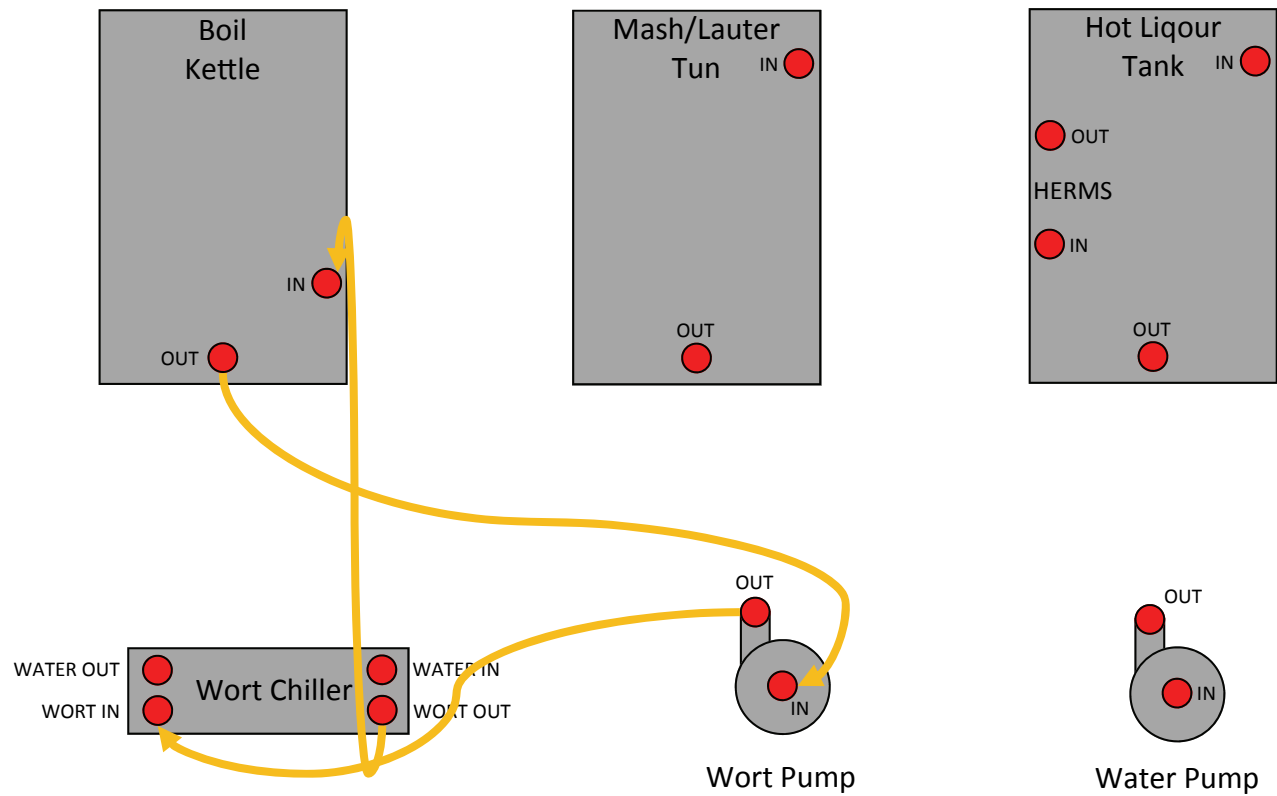 Boil
Kettle
IN
OUT
Mash/Lauter
Tun
IN
OUT
Hot Liqour
Tank
IN
OUT
HERMS
IN
OUT
WATER OUT
WORT IN
Wort Chiller
WATER IN
WORT OUT
OUT
IN
Wort Pump
OUT
IN
Water Pump